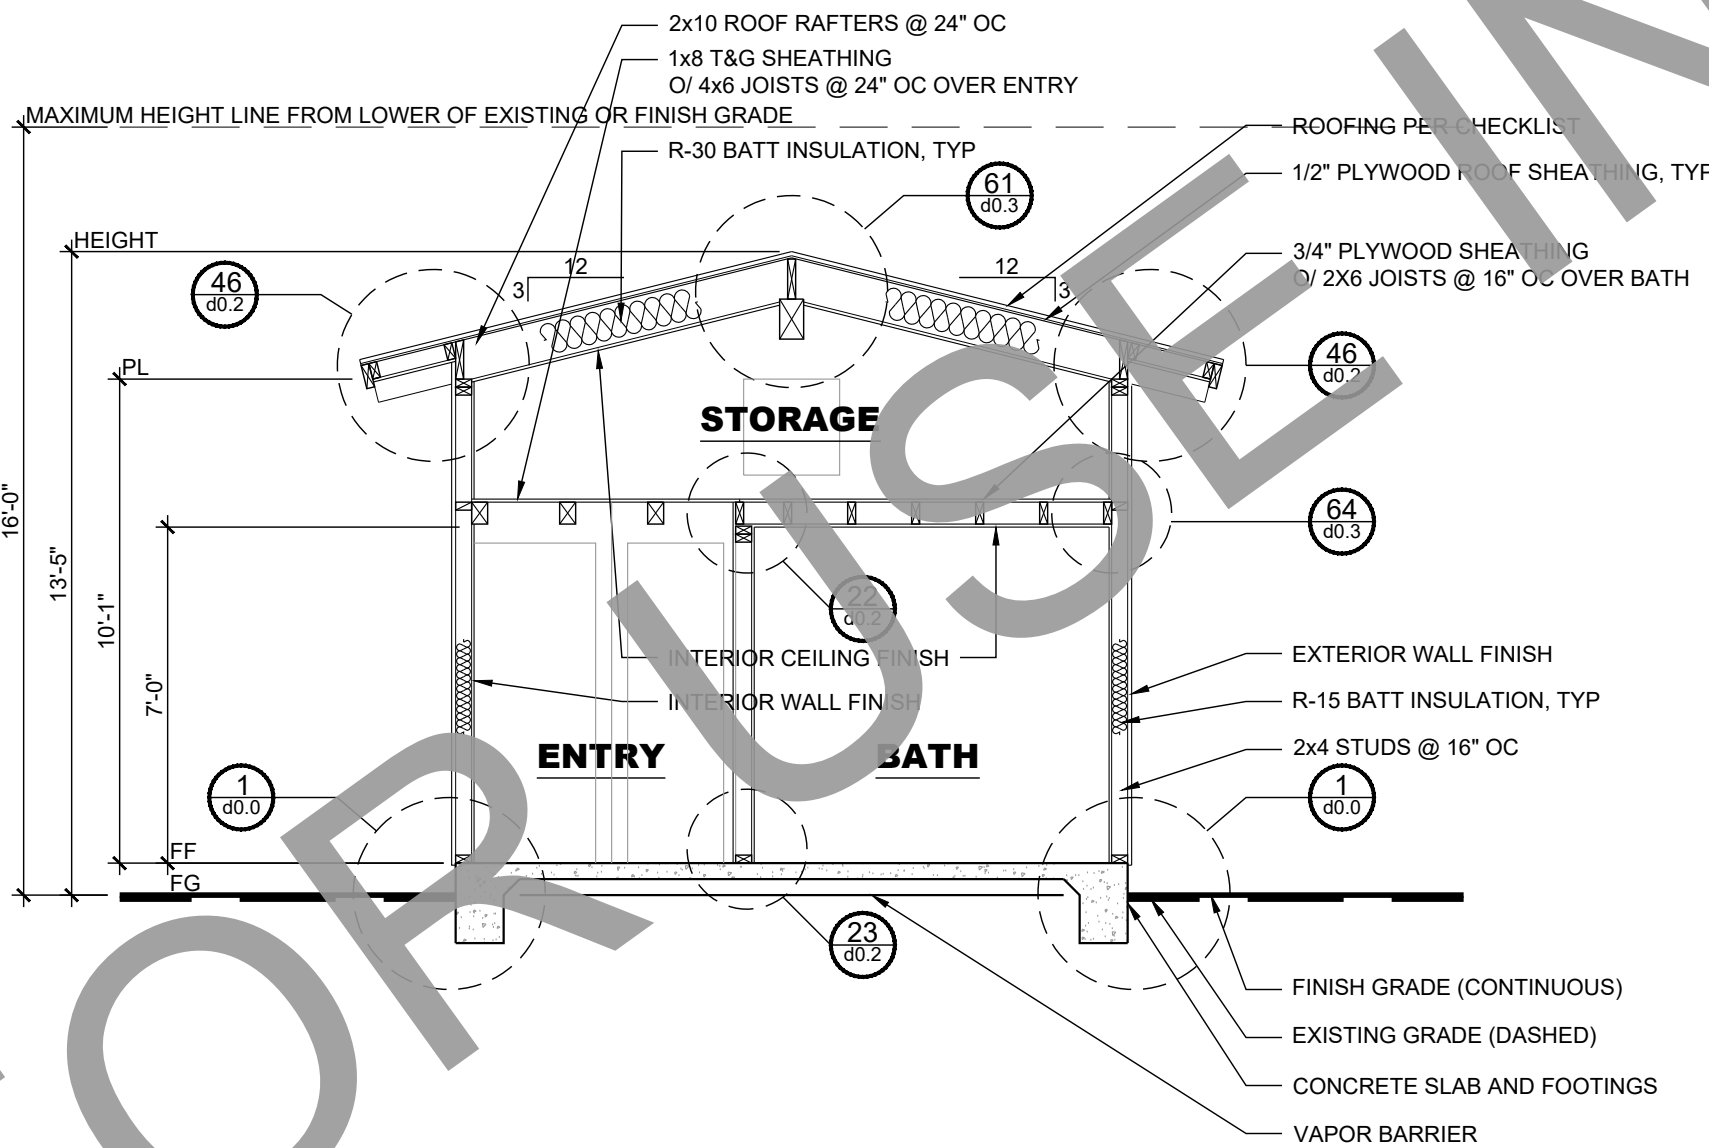 2x10 ROOF RAFTERS @ 24" OC
1x8 T&G SHEATHING
O/ 4x6 JOISTS @ 24" OC OVER ENTRY
MAXIMUM HEIGHT LINE FROM LOWER OF EXISTING OR FINISH GRADE
R-30 BATT INSULATION, TYP
ROOFING PER CHECKLIST
1/2" PLYWOOD ROOF SHEATHING, TYP
61
d0.3
HEIGHT
3/4" PLYWOOD SHEATHING
O/ 2X6 JOISTS @ 16" OC OVER BATH
12
3
12
3
46
d0.2
46
d0.2
PL
STORAGE
16'-0"
13'-5"
10'-1"
7'-0"
64
d0.3
22
d0.2
INTERIOR CEILING FINISH
INTERIOR WALL FINISH
EXTERIOR WALL FINISH
R-15 BATT INSULATION, TYP
2x4 STUDS @ 16" OC
ENTRY
BATH
1
d0.0
1
d0.0
FF
FG
23
d0.2
FINISH GRADE (CONTINUOUS)
EXISTING GRADE (DASHED)
CONCRETE SLAB AND FOOTINGS
VAPOR BARRIER
OR USE IN